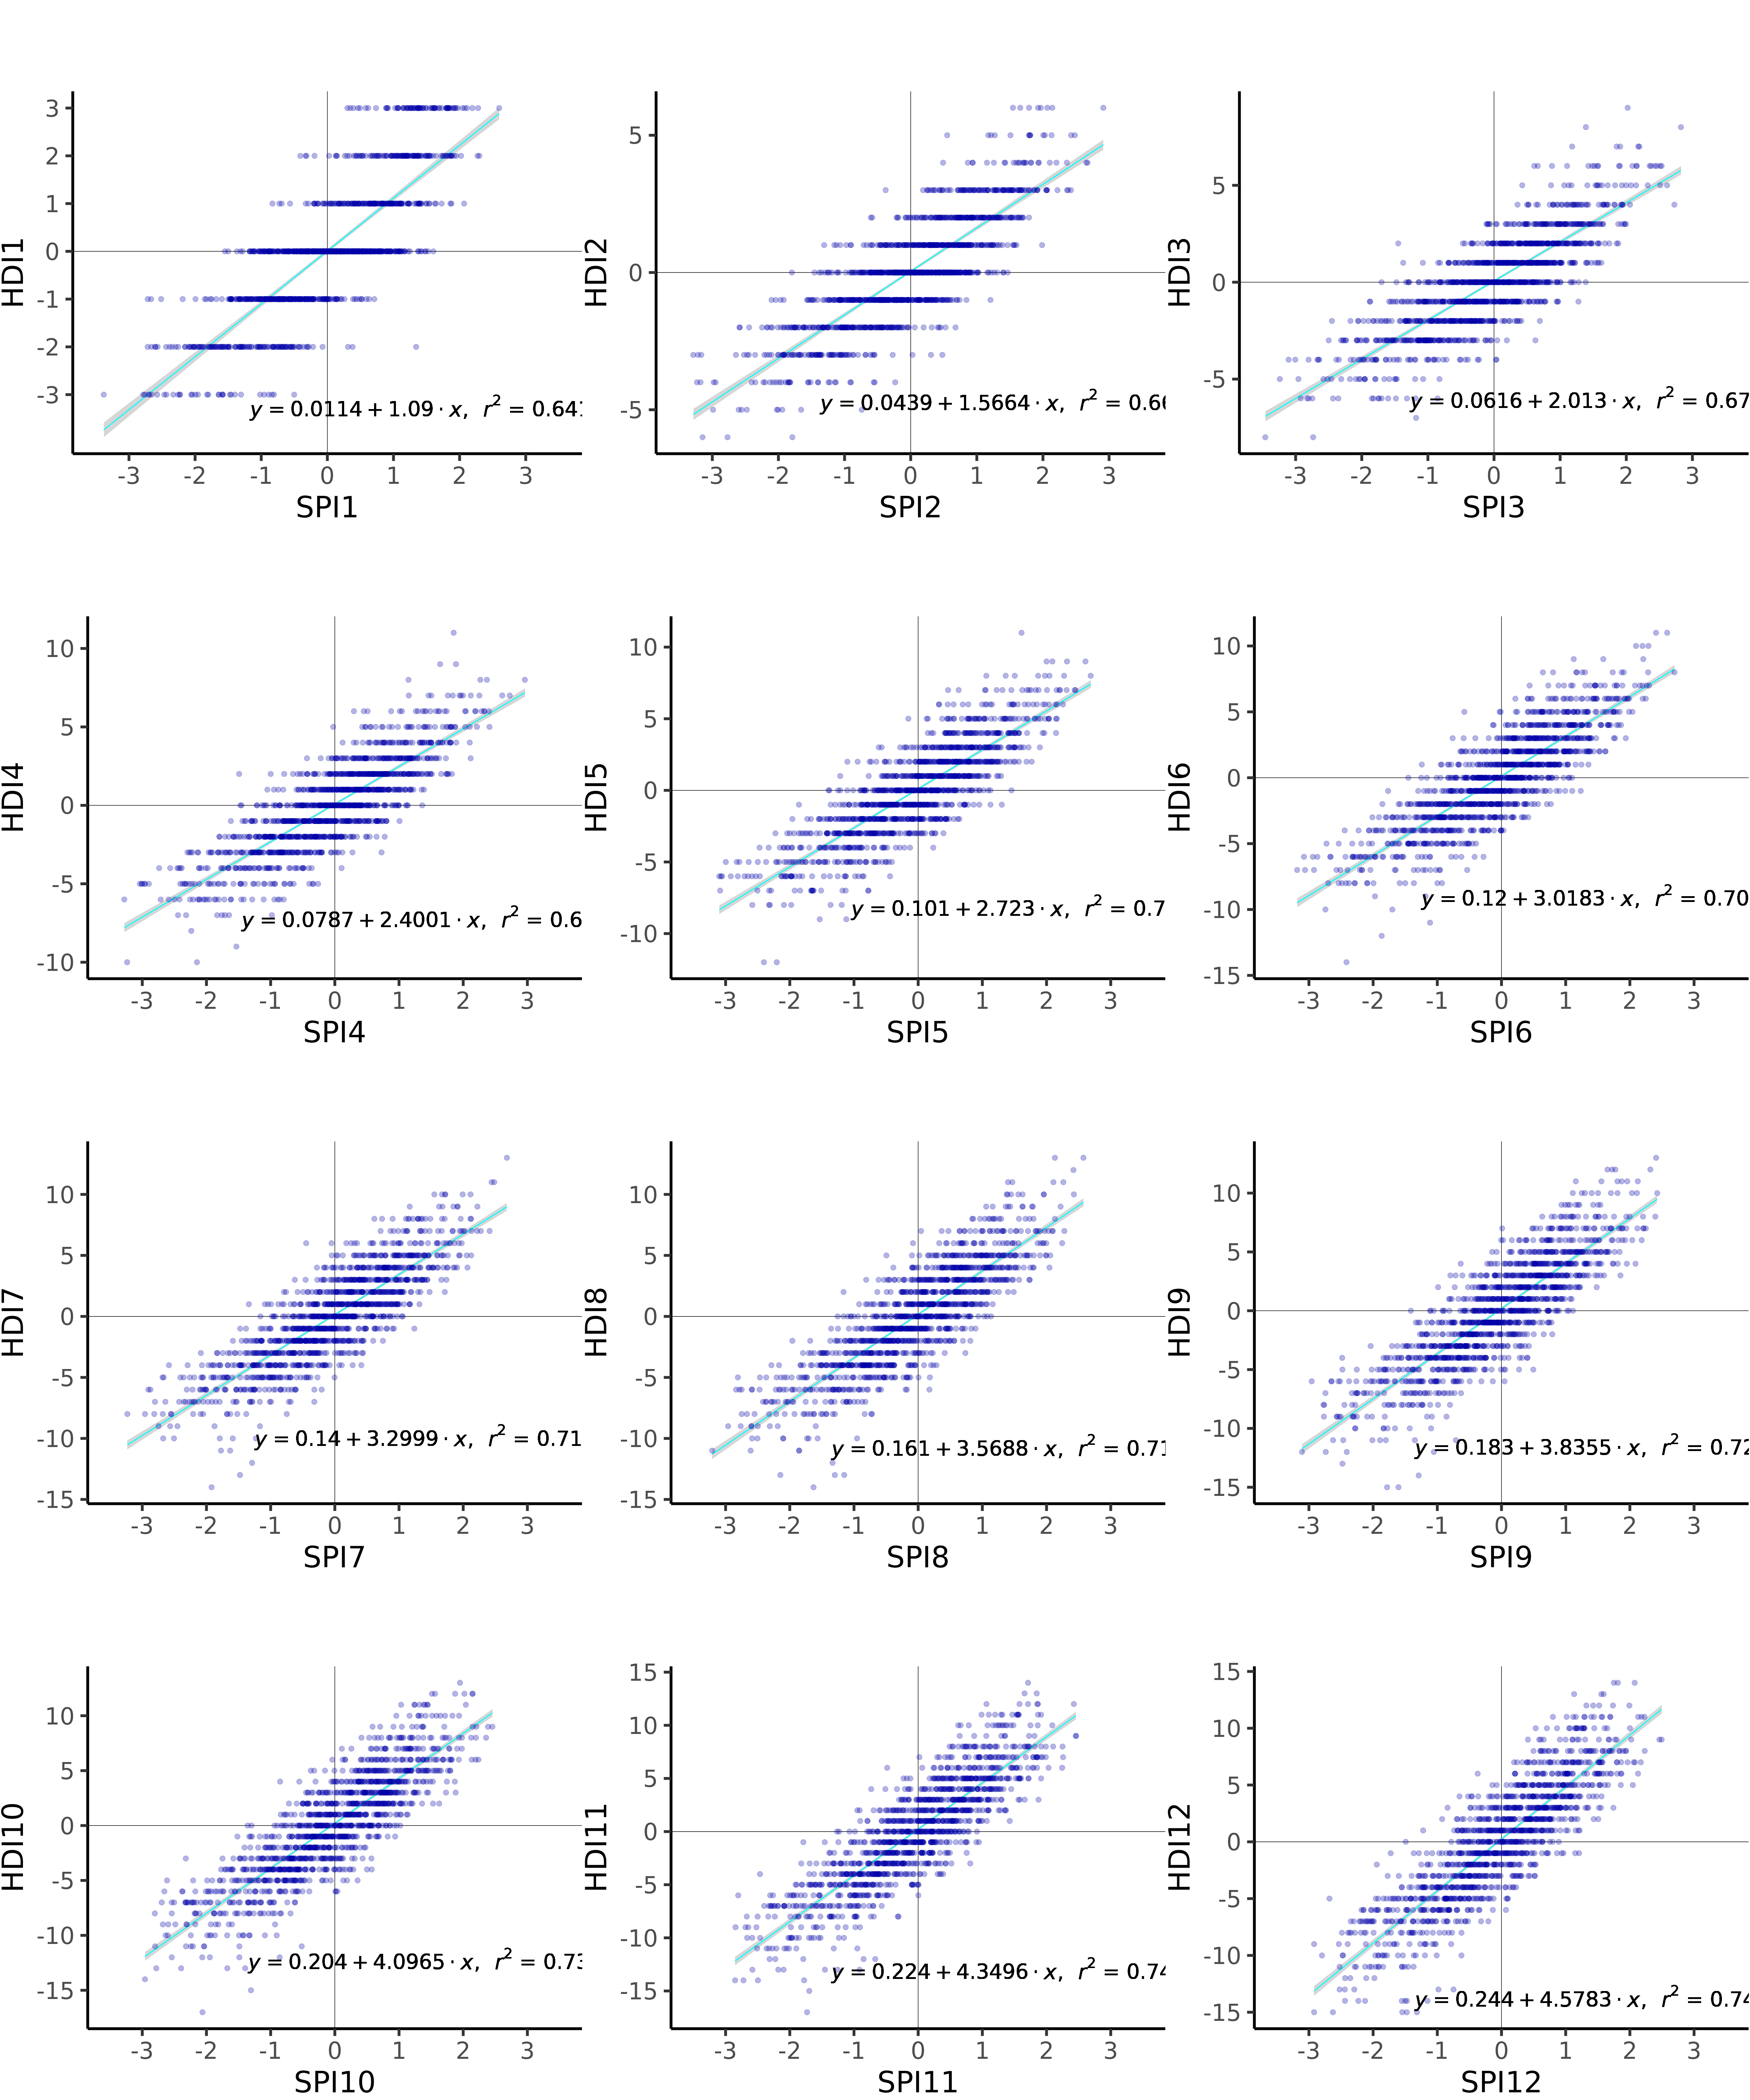 3
2
1
0
-1
-2
-3
HDI1
y = 0.0114 + 1.09 · x, r² = 0.641
-3 -2 -1 0 1 2 3
SPI1
5
0
-5
HDI2
y = 0.0439 + 1.5664 · x, r² = 0.66
-3 -2 -1 0 1 2 3
SPI2
5
0
-5
HDI3
y = 0.0616 + 2.013 · x, r² = 0.67
-3 -2 -1 0 1 2 3
SPI3
10
5
0
-5
-10
HDI4
y = 0.0787 + 2.4001 · x, r² = 0.6
-3 -2 -1 0 1 2 3
SPI4
10
5
0
-5
-10
HDI5
y = 0.101 + 2.723 · x, r² = 0.7
-3 -2 -1 0 1 2 3
SPI5
10
5
0
-5
-10
-15
HDI6
y = 0.12 + 3.0183 · x, r² = 0.70
-3 -2 -1 0 1 2 3
SPI6
10
5
0
-5
-10
-15
HDI7
y = 0.14 + 3.2999 · x, r² = 0.71
-3 -2 -1 0 1 2 3
SPI7
10
5
0
-5
-10
-15
HDI8
y = 0.161 + 3.5688 · x, r² = 0.71
-3 -2 -1 0 1 2 3
SPI8
10
5
0
-5
-10
-15
HDI9
y = 0.183 + 3.8355 · x, r² = 0.72
-3 -2 -1 0 1 2 3
SPI9
10
5
0
-5
-10
-15
HDI10
y = 0.204 + 4.0965 · x, r² = 0.73
-3 -2 -1 0 1 2 3
SPI10
15
10
5
0
-5
-10
-15
HDI11
y = 0.224 + 4.3496 · x, r² = 0.74
-3 -2 -1 0 1 2 3
SPI11
15
10
5
0
-5
-10
-15
HDI12
y = 0.244 + 4.5783 · x, r² = 0.74
-3 -2 -1 0 1 2 3
SPI12